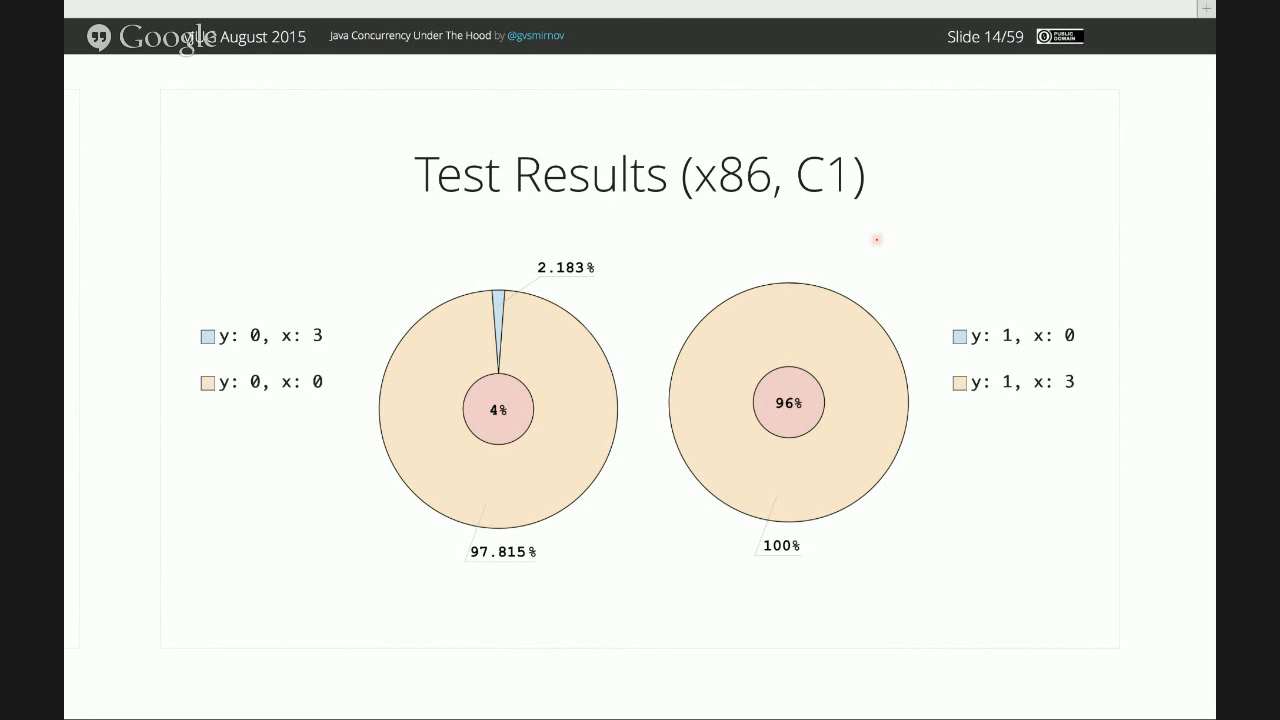 Google
August 2015
Java Concurrency Under The Hood by @gvsmirnov
Slide 14/59
PUBLIC DOMAIN
Test Results (x86, C1)
2.183%
y: 0, x: 3
y: 0, x: 0
4%
97.815%
96%
100%
y: 1, x: 0
y: 1, x: 3